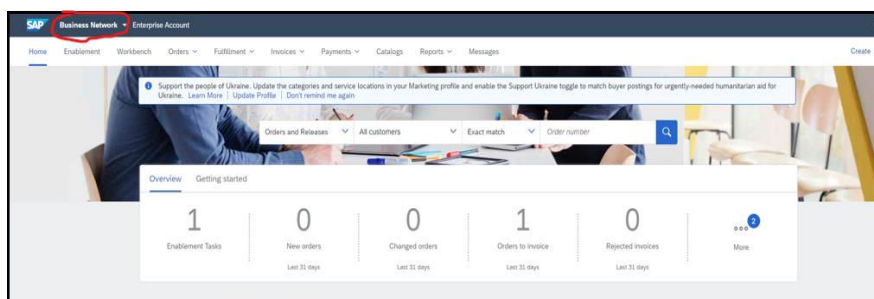 SAP Business Network Enterprise Account
Home Enablement Workbench Orders Fulfillment Invoices Payments Catalogs Reports Messages Create
Support the people of Ukraine. Update the categories and service locations in your Marketing profile and enable the Support Ukraine toggle to match buyer postings for urgently-needed humanitarian aid for
Ukraine. Learn More | Update Profile | Don't remind me again
Orders and Releases All customers Exact match Order number
Overview Getting started
1 0 0 1 0 2
Enablement Tasks New orders Changed orders Orders to invoice Rejected invoices More
Last 31 days Last 31 days Last 31 days Last 31 days